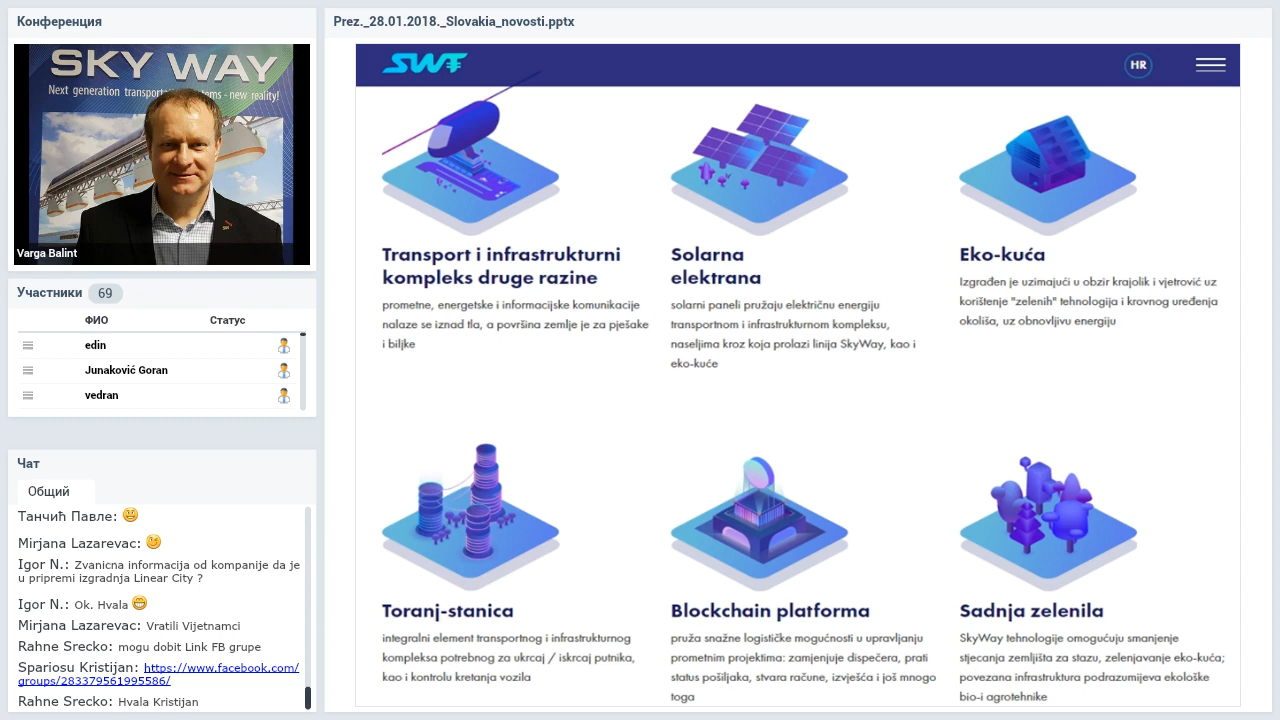 Конференция
SKY WAY
Next generation transportation systems - new reality!
Varga Balint
Участники 69
ФИО Статус
edin
Junaković Goran
vedran
Чат
Общий
Танчић Павле:
Mirjana Lazarevac:
Igor N.: Zvanicna informacija od kompanije da je
u pripremi izgradnja Linear City ?
Igor N.: Ok. Hvala
Mirjana Lazarevac: Vratili Vijetnamci
Rahne Srecko: mogu dobit Link FB grupe
Spariosu Kristijan: https://www.facebook.com/
groups/283379561995586/
Rahne Srecko: Hvala Kristijan
Prez._28.01.2018._Slovakia_novosti.pptx
SWT
HR
Transport i infrastrukturni
kompleks druge razine
prometne, energetske i informacijske komunikacije
nalaze se iznad tla, a površina zemlje je za pješake
i biljke
Solarna
elektrana
solarni paneli pružaju električnu energiju
transportnom i infrastrukturnom kompleksu,
naseljima kroz koja prolazi linija SkyWay, kao i
eko-kuće
Eko-kuća
Izgrađen je uzimajući u obzir krajolik i vjetrović uz
korištenje "zelenih" tehnologija i krovnog uređenja
okoliša, uz obnovljivu energiju
Toranj-stanica
integralni element transportnog i infrastrukturnog
kompleksa potrebnog za ukrcaj / iskrcaj putnika,
kao i kontrolu kretanja vozila
Blockchain platforma
pruža snažne logističke mogućnosti u upravljanju
prometnim projektima: zamjenjuje dispečera, prati
status pošiljaka, stvara račune, izvješća i još mnogo
toga
Sadnja zelenila
SkyWay tehnologije omogućuju smanjenje
stjecanja zemljišta za stazu, zelenjavanje eko-kuća;
povezana infrastruktura podrazumijeva ekološke
bio-i agrotehnike